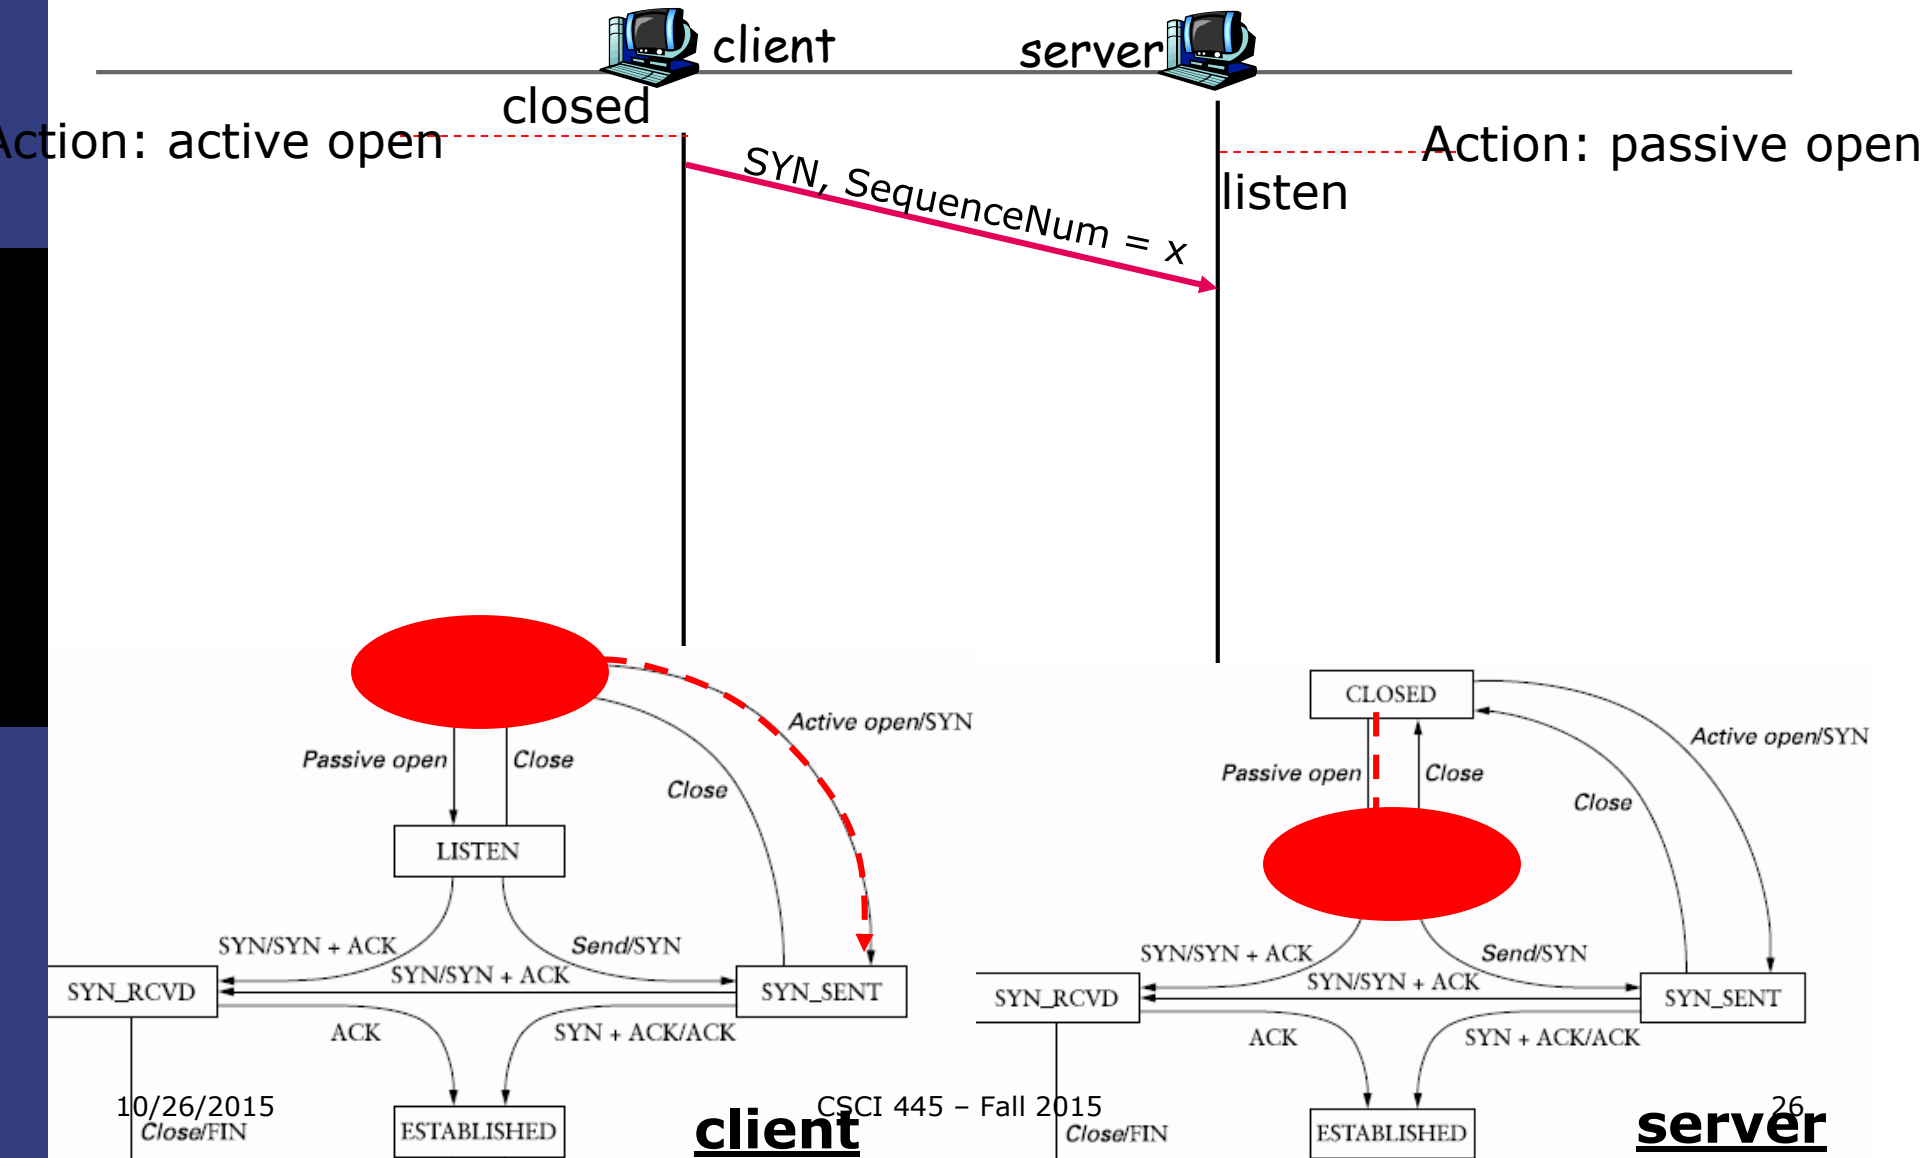 client
server
closed
Action: active open
Action: passive open
SYN, SequenceNum = x
listen
Active open/SYN
Passive open
Close
Close
LISTEN
SYN/SYN + ACK
Send/SYN
SYN/SYN + ACK
SYN_RCVD
SYN_SENT
ACK
SYN + ACK/ACK
Close/FIN
ESTABLISHED
client
CLOSED
Active open/SYN
Passive open
Close
Close
SYN/SYN + ACK
Send/SYN
SYN/SYN + ACK
SYN_RCVD
SYN_SENT
ACK
SYN + ACK/ACK
Close/FIN
ESTABLISHED
server
10/26/2015
CSCI 445 – Fall 2015
26